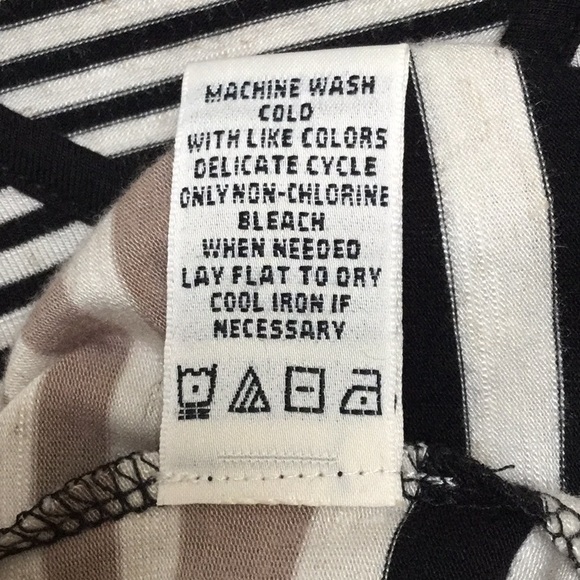 MACHINE WASH
COLD
WITH LIKE COLORS
DELICATE CYCLE
ONLY NON-CHLORINE
BLEACH
WHEN NEEDED
LAY FLAT TO DRY
COOL IRON IF
NECESSARY